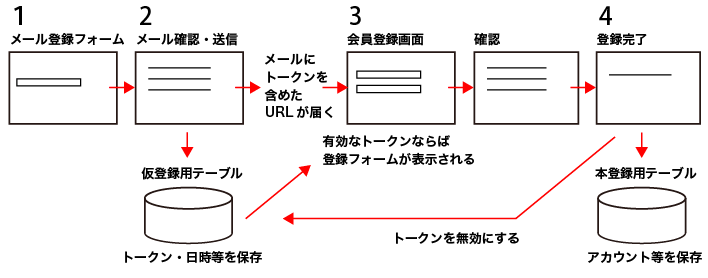 1
メール登録フォーム
2
メール確認・送信
メールに
トークンを
含めた
URLが届く
3
会員登録画面
確認
4
登録完了
有効なトークンならば
登録フォームが表示される
仮登録用テーブル
トークン・日時等を保存
トークンを無効にする
本登録用テーブル
アカウント等を保存